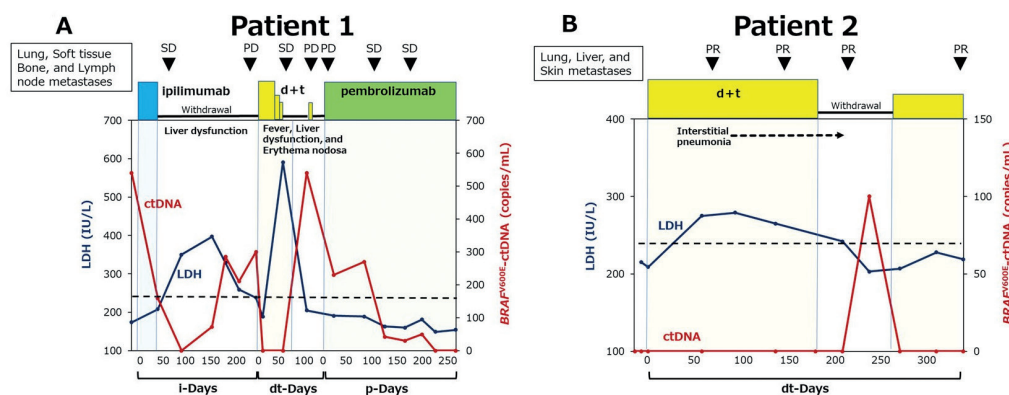 A
Patient 1
Lung, Soft tissue
Bone, and Lymph
node metastases
SD PD SD PD PD SD SD
ipilimumab d+t pembrolizumab
Withdrawal
Liver dysfunction
Fever, Liver
dysfunction, and
Erythema nodosa
700 600 500 400 300 200 100
LDH (IU/L)
ctDNA
LDH
700 600 500 400 300 200 100 0
BRAFV600E-ctDNA (copies/mL)
0 50 100 150 200 0 50 100 0 50 100 150 200 250
i-Days dt-Days p-Days
B
Patient 2
Lung, Liver, and
Skin metastases
PR PR PR PR
d+t
Withdrawal
Interstitial
pneumonia
400 300 200 100
LDH (IU/L)
LDH
ctDNA
150 100 50 0
BRAFV600E-ctDNA (copies/mL)
0 50 100 150 200 250 300
dt-Days